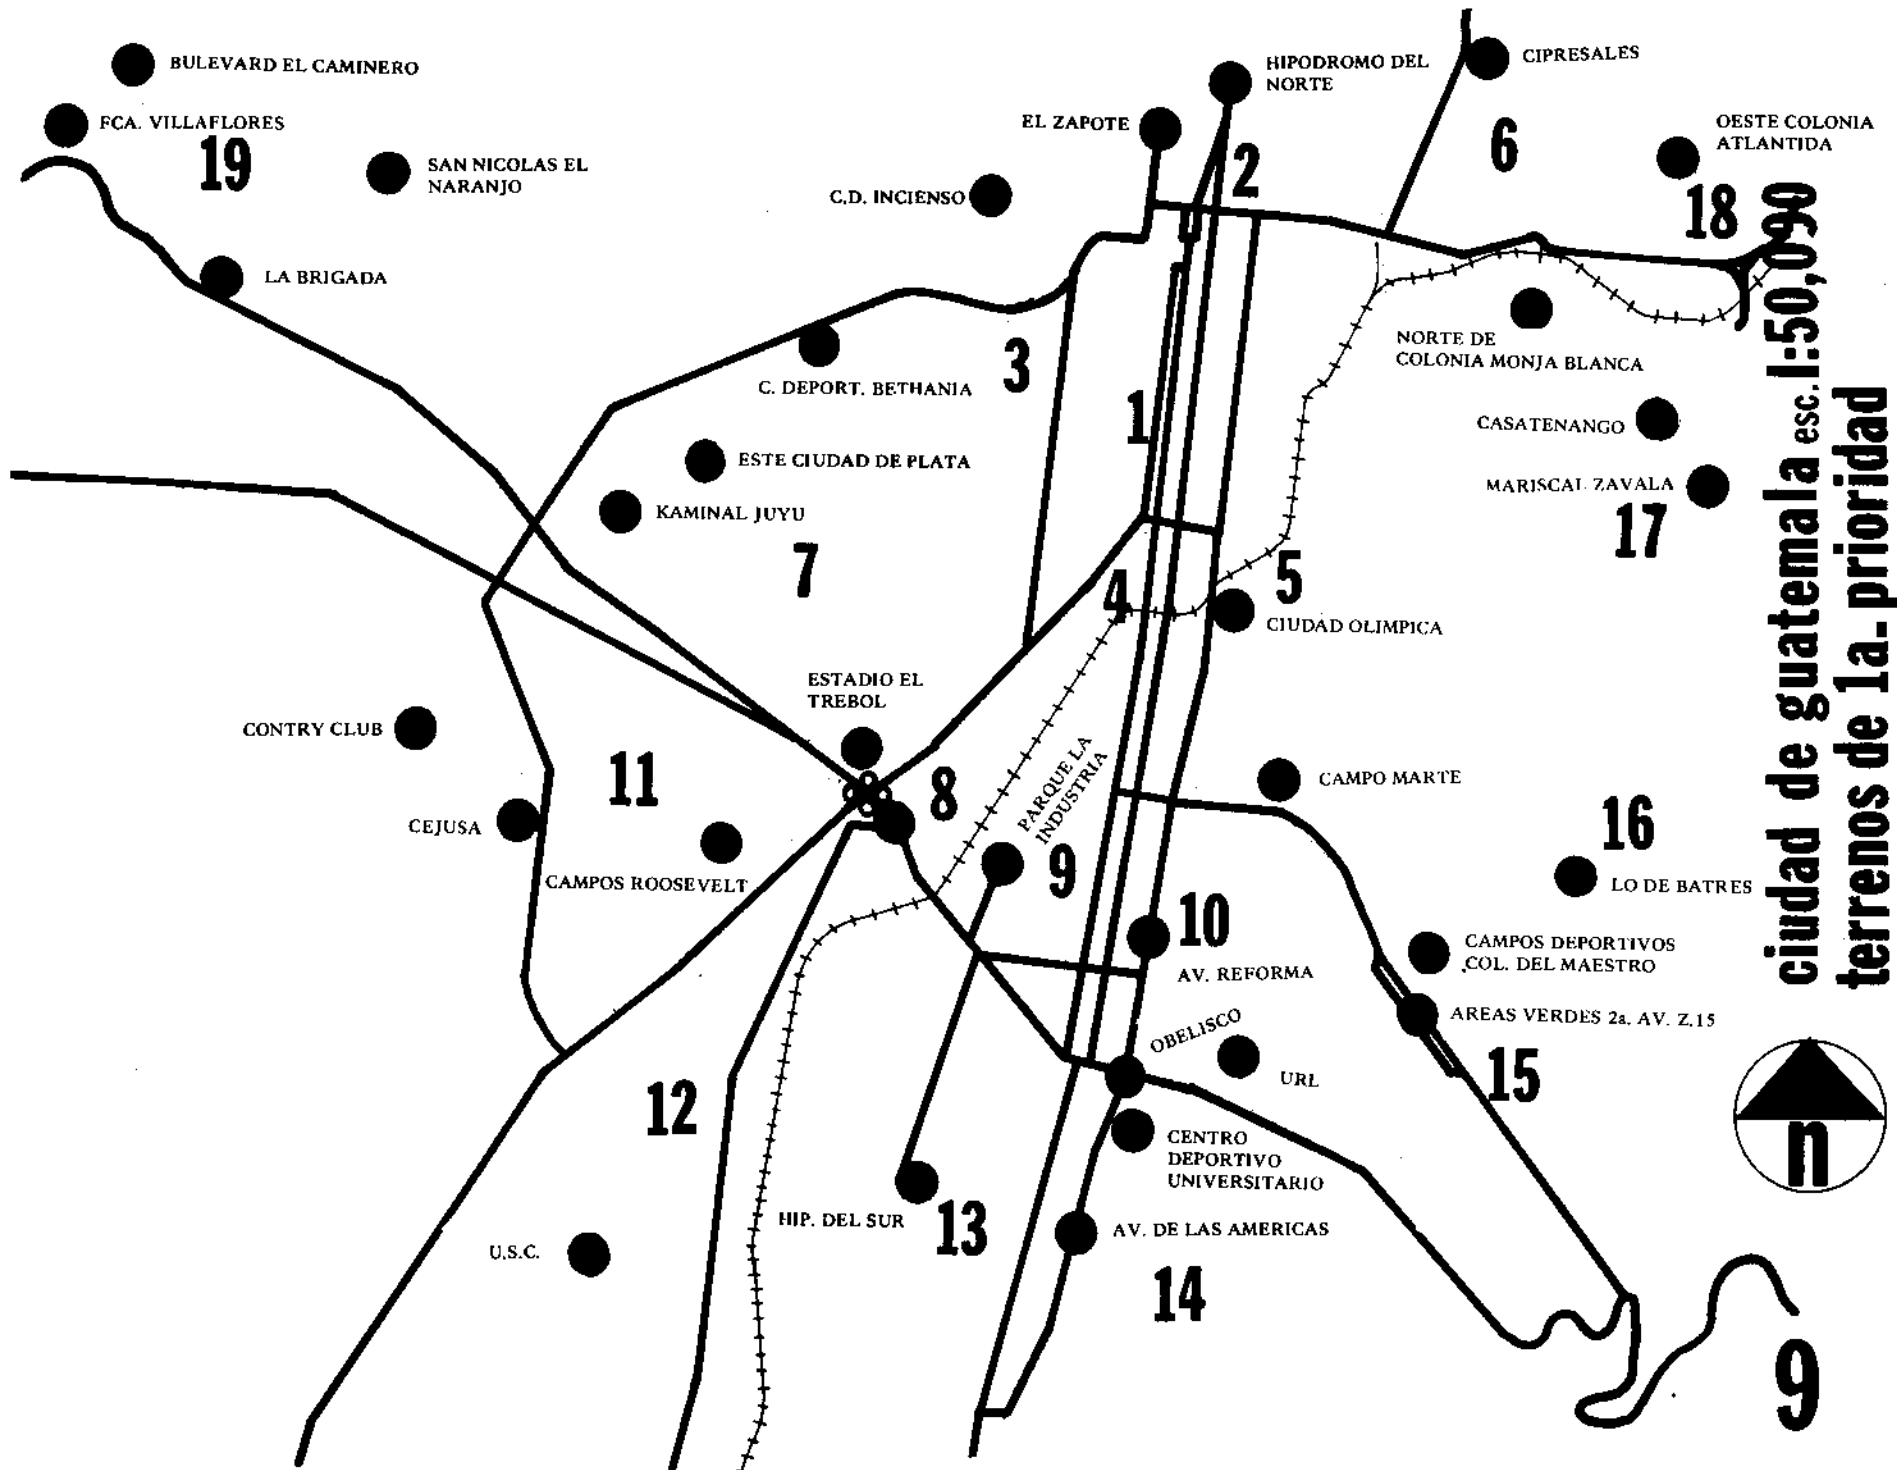 BULEVARD EL CAMINERO
FCA. VILLAFLORES
19
SAN NICOLAS EL
NARANJO
LA BRIGADA
C.D. INCIENSO
EL ZAPOTE
HIPODROMO DEL
NORTE
2
CIPRESALES
6
OESTE COLONIA
ATLANTIDA
18
NORTE DE
COLONIA MONJA BLANCA
CASATENANGO
MARISCAL ZAVALA
17
3
1
C. DEPORT. BETHANIA
ESTE CIUDAD DE PLATA
KAMINAL JUYU
7
4
5
CIUDAD OLIMPICA
ESTADIO EL
TREBOL
CONTRY CLUB
11
CEJUSA
CAMPOS ROOSEVELT
8
PARQUE LA
INDUSTRIA
9
CAMPO MARTE
16
LO DE BATRES
10
AV. REFORMA
CAMPOS DEPORTIVOS
COL. DEL MAESTRO
AREAS VERDES 2a. AV. Z.15
15
OBELISCO
URL
12
CENTRO
DEPORTIVO
UNIVERSITARIO
HIP. DEL SUR
13
AV. DE LAS AMERICAS
14
U.S.C.
ciudad de guatemala esc. 1:50,090
terrenos de 1a. prioridad
n
9